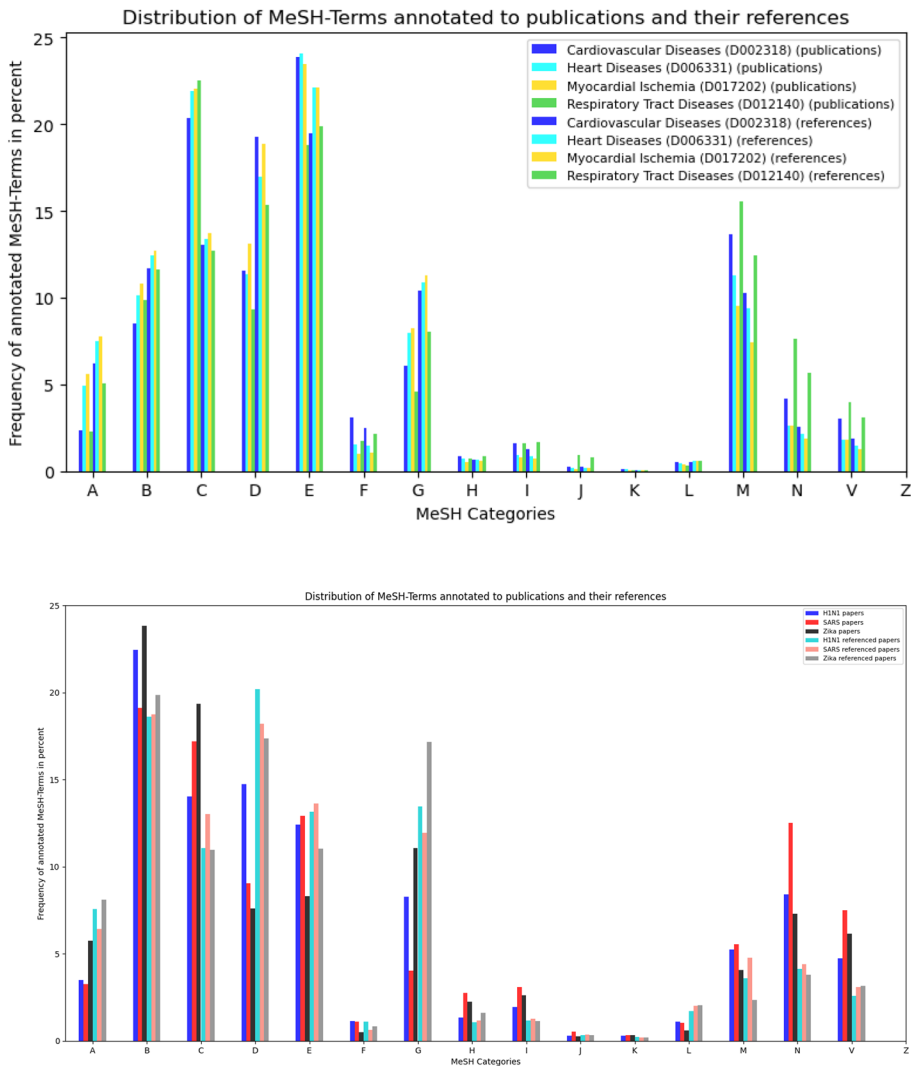 Distribution of MeSH-Terms annotated to publications and their references
25
20
15
10
5
0
Frequency of annotated MeSH-Terms in percent
Cardiovascular Diseases (D002318) (publications)
Heart Diseases (D006331) (publications)
Myocardial Ischemia (D017202) (publications)
Respiratory Tract Diseases (D012140) (publications)
Cardiovascular Diseases (D002318) (references)
Heart Diseases (D006331) (references)
Myocardial Ischemia (D017202) (references)
Respiratory Tract Diseases (D012140) (references)
A B C D E F G H I J K L M N V Z
MeSH Categories
Distribution of MeSH-Terms annotated to publications and their references
25
20
15
10
5
0
Frequency of annotated MeSH-Terms in percent
H1N1 papers
SARS papers
Zika papers
H1N1 referenced papers
SARS referenced papers
Zika referenced papers
A B C D E F G H I J K L M N V Z
MeSH Categories